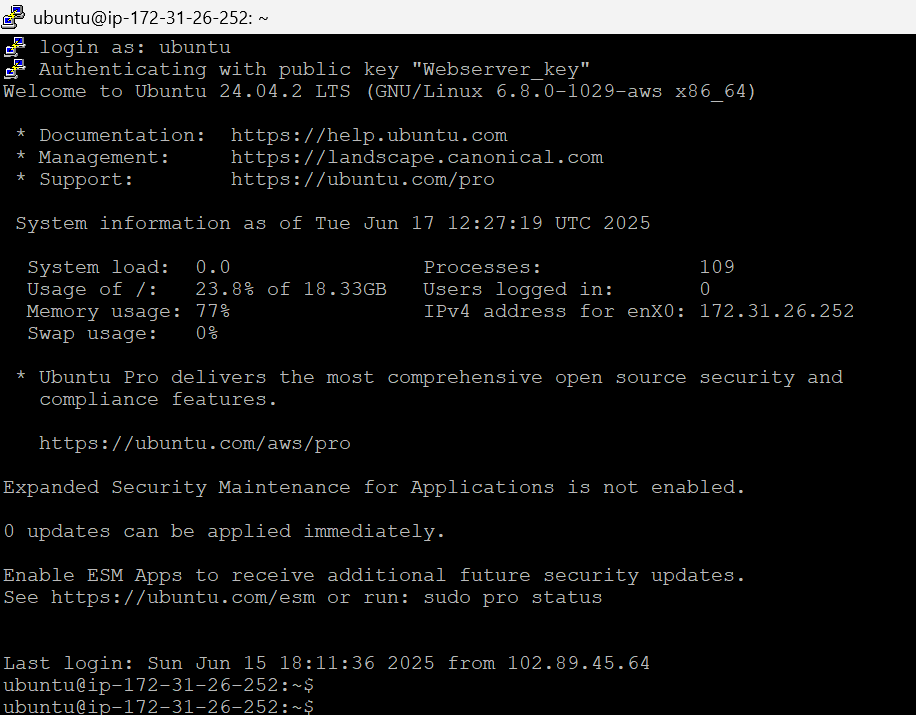 ubuntu@ip-172-31-26-252: ~
login as: ubuntu
Authenticating with public key "Webserver_key"
Welcome to Ubuntu 24.04.2 LTS (GNU/Linux 6.8.0-1029-aws x86_64)
* Documentation: https://help.ubuntu.com
* Management: https://landscape.canonical.com
* Support: https://ubuntu.com/pro
System information as of Tue Jun 17 12:27:19 UTC 2025
System load: 0.0 Processes: 109
Usage of /: 23.8% of 18.33GB Users logged in: 0
Memory usage: 77% IPv4 address for enX0: 172.31.26.252
Swap usage: 0%
* Ubuntu Pro delivers the most comprehensive open source security and
compliance features.
https://ubuntu.com/aws/pro
Expanded Security Maintenance for Applications is not enabled.
0 updates can be applied immediately.
Enable ESM Apps to receive additional future security updates.
See https://ubuntu.com/esm or run: sudo pro status
Last login: Sun Jun 15 18:11:36 2025 from 102.89.45.64
ubuntu@ip-172-31-26-252:~$
ubuntu@ip-172-31-26-252:~$